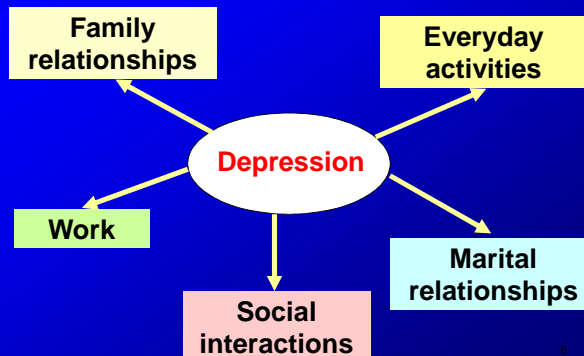 Family
relationships
Everyday
activities
Depression
Work
Marital
relationships
Social
interactions